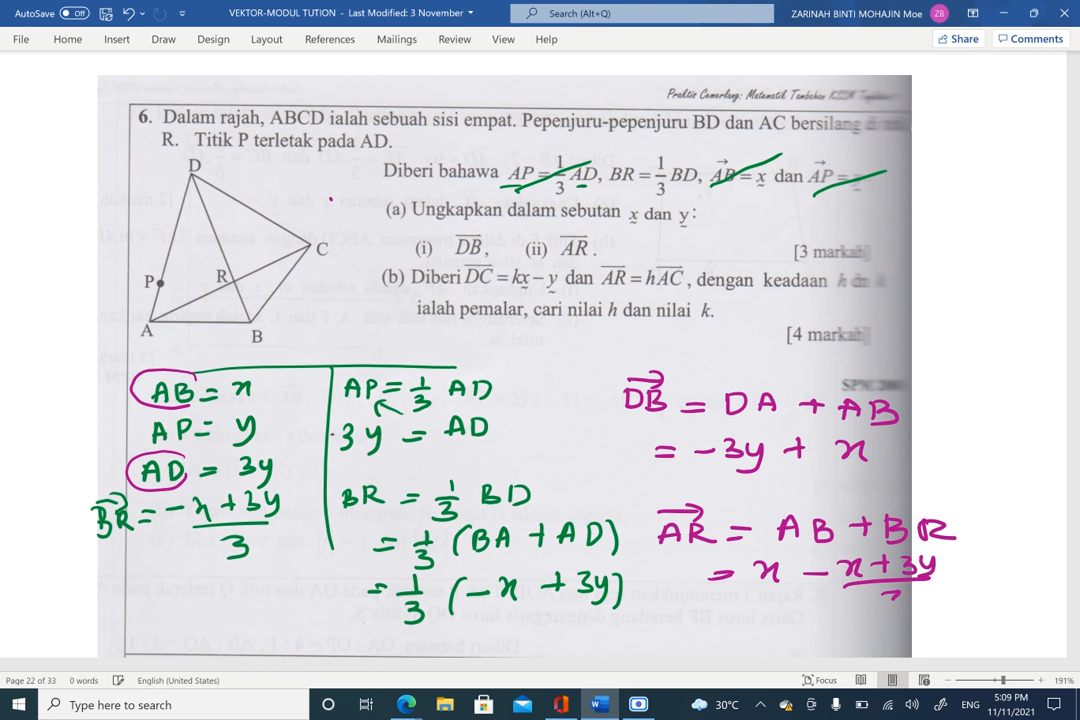 AutoSave Off
VEKTOR-MODUL TUTION - Last Modified: 3 November
Search (Alt+Q)
ZARINAH BINTI MOHAJIN Moe ZB
File Home Insert Draw Design Layout References Mailings Review View Help Share Comments
Praktis Cemerlang: Matematik Tambahan KSSM
6. Dalam rajah, ABCD ialah sebuah sisi empat. Pepenjuru-pepenjuru BD dan AC bersilang di
R. Titik P terletak pada AD.
Diberi bahawa AP = 1/3 AD, BR = 1/3 BD, AB = x dan AP =
(a) Ungkapkan dalam sebutan x dan y:
(i) DB, (ii) AR.
[3 markah]
(b) Diberi DC = kx – y dan AR = hAC, dengan keadaan h dan k
ialah pemalar, cari nilai h dan nilai k.
[4 markah]
D
C
P
R
A
B
AB = x
AP = y
AD = 3y
BR = -x + 3y / 3
AP = 1/3 AD
3y = AD
BR = 1/3 BD
= 1/3 (BA + AD)
= 1/3 (-x + 3y)
DB = DA + AB
= -3y + x
AR = AB + BR
= x - x + 3y
Page 22 of 33 0 words English (United States) Focus 191%
Type here to search
30°C
ENG
5:09 PM
11/11/2021